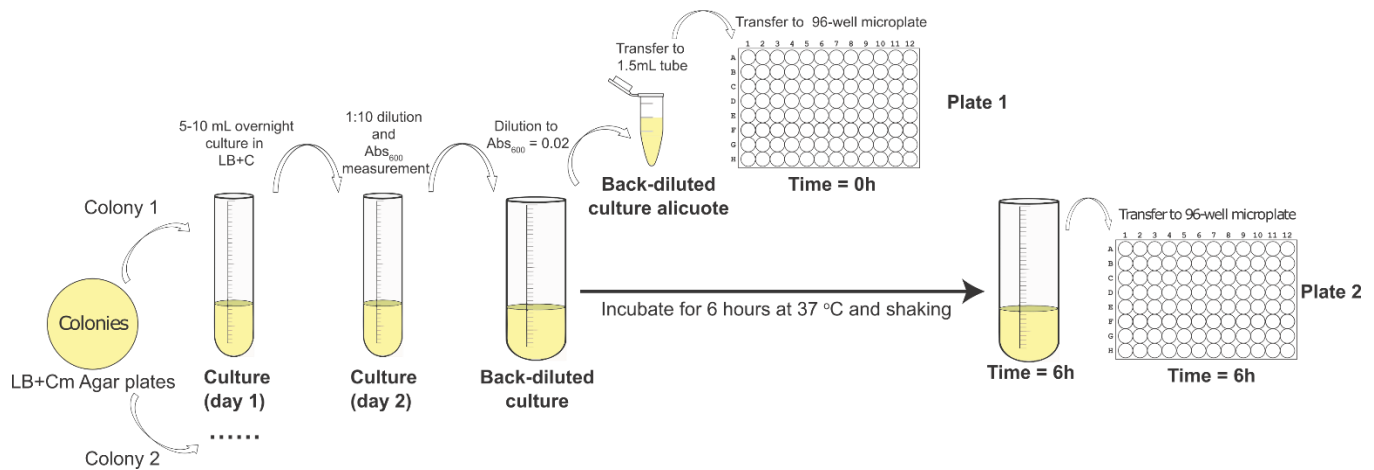 Transfer to 96-well microplate
Transfer to
1.5mL tube
1 2 3 4 5 6 7 8 9 10 11 12
A
B
C
D
E
F
G
H
Plate 1
Time = 0h
5-10 mL overnight
culture in
LB+C
1:10 dilution
and
Abs600
measurement
Dilution to
Abs600 = 0.02
Back-diluted
culture alicuote
Colony 1
Colonies
LB+Cm Agar plates
Colony 2
Culture
(day 1)
......
Culture
(day 2)
Back-diluted
culture
Incubate for 6 hours at 37 °C and shaking
Time = 6h
Transfer to 96-well microplate
1 2 3 4 5 6 7 8 9 10 11 12
A
B
C
D
E
F
G
H
Plate 2
Time = 6h